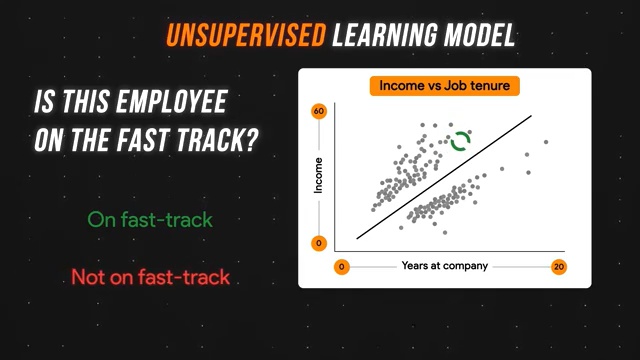 UNSUPERVISED LEARNING MODEL
IS THIS EMPLOYEE
ON THE FAST TRACK?
On fast-track
Not on fast-track
Income vs Job tenure
60
Income
0
0
Years at company
20